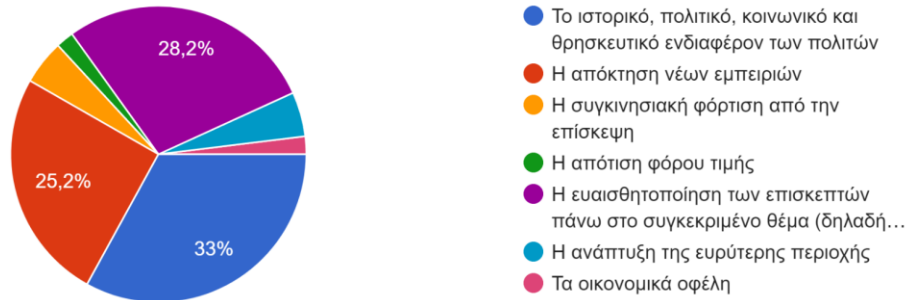 28,2%
25,2%
33%
Το ιστορικό, πολιτικό, κοινωνικό και
θρησκευτικό ενδιαφέρον των πολιτών
Η απόκτηση νέων εμπειριών
Η συγκινησιακή φόρτιση από την
επίσκεψη
Η απότιση φόρου τιμής
Η ευαισθητοποίηση των επισκεπτών
πάνω στο συγκεκριμένο θέμα (δηλαδή…
Η ανάπτυξη της ευρύτερης περιοχής
Τα οικονομικά οφέλη